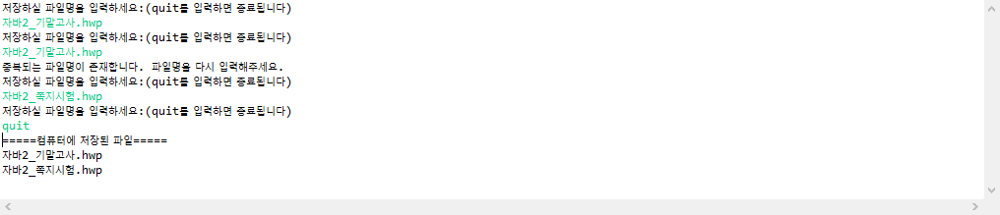 저장하실 파일명을 입력하세요:(quit를 입력하면 종료됩니다)
자바2_기말고사.hwp
저장하실 파일명을 입력하세요:(quit를 입력하면 종료됩니다)
자바2_기말고사.hwp
중복되는 파일명이 존재합니다. 파일명을 다시 입력해주세요.
저장하실 파일명을 입력하세요:(quit를 입력하면 종료됩니다)
자바2_쪽지시험.hwp
저장하실 파일명을 입력하세요:(quit를 입력하면 종료됩니다)
quit
=====컴퓨터에 저장된 파일=====
자바2_기말고사.hwp
자바2_쪽지시험.hwp